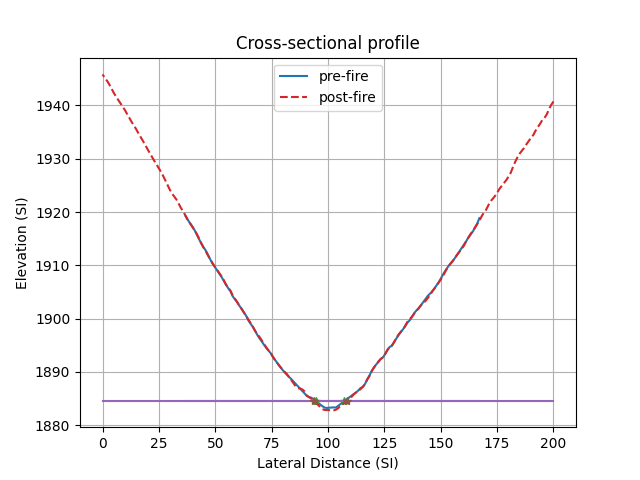 Cross-sectional profile
pre-fire
post-fire
1940
1930
1920
1910
1900
1890
1880
Elevation (SI)
0 25 50 75 100 125 150 175 200
Lateral Distance (SI)